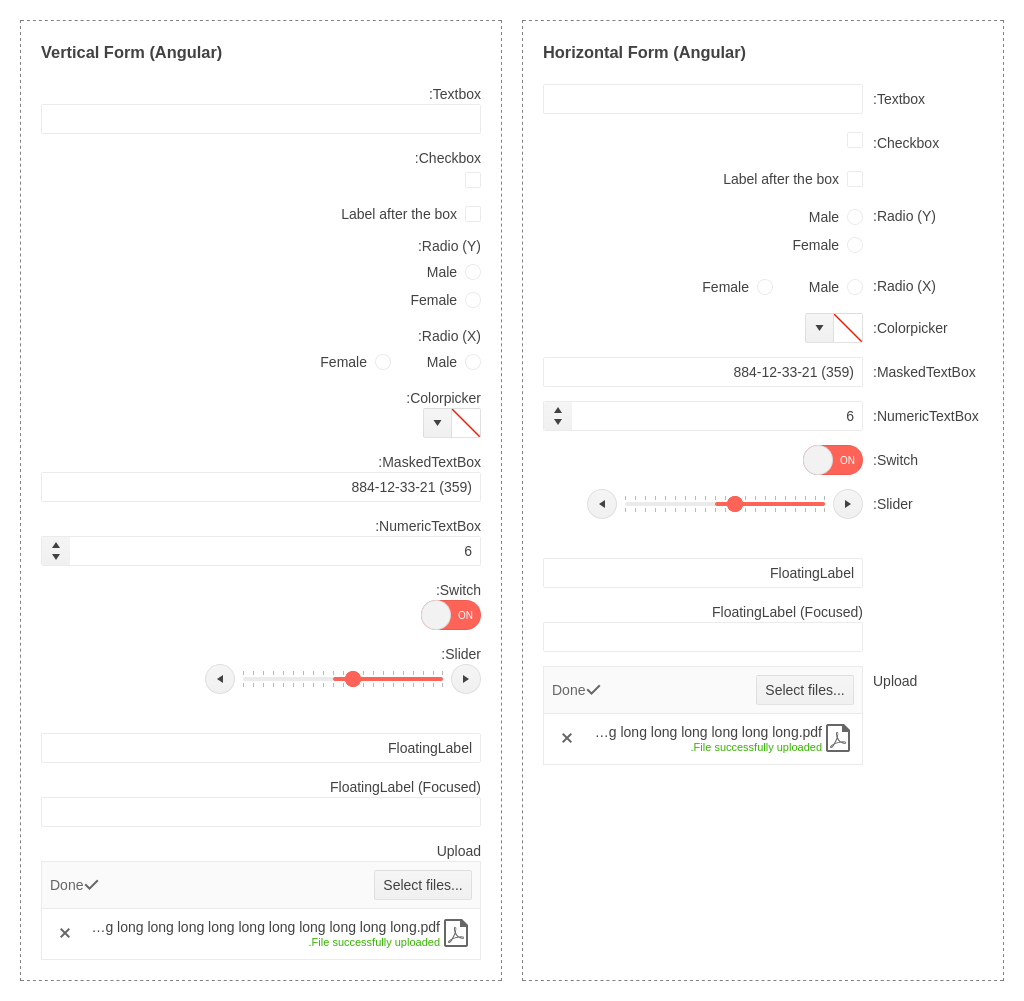 Vertical Form (Angular)
:Textbox
:Checkbox
Label after the box
:Radio (Y)
Male
Female
:Radio (X)
Female Male
:Colorpicker
:MaskedTextBox
884-12-33-21 (359)
:NumericTextBox
6
:Switch
ON
:Slider
FloatingLabel
FloatingLabel (Focused)
Upload
Done Select files...
...g long long long long long long long long long long.pdf
.File successfully uploaded
Horizontal Form (Angular)
:Textbox
:Checkbox
Label after the box
Male :Radio (Y)
Female
Female Male :Radio (X)
:Colorpicker
884-12-33-21 (359) :MaskedTextBox
6 :NumericTextBox
ON :Switch
:Slider
FloatingLabel
FloatingLabel (Focused)
Done Select files... Upload
...g long long long long long long.pdf
.File successfully uploaded